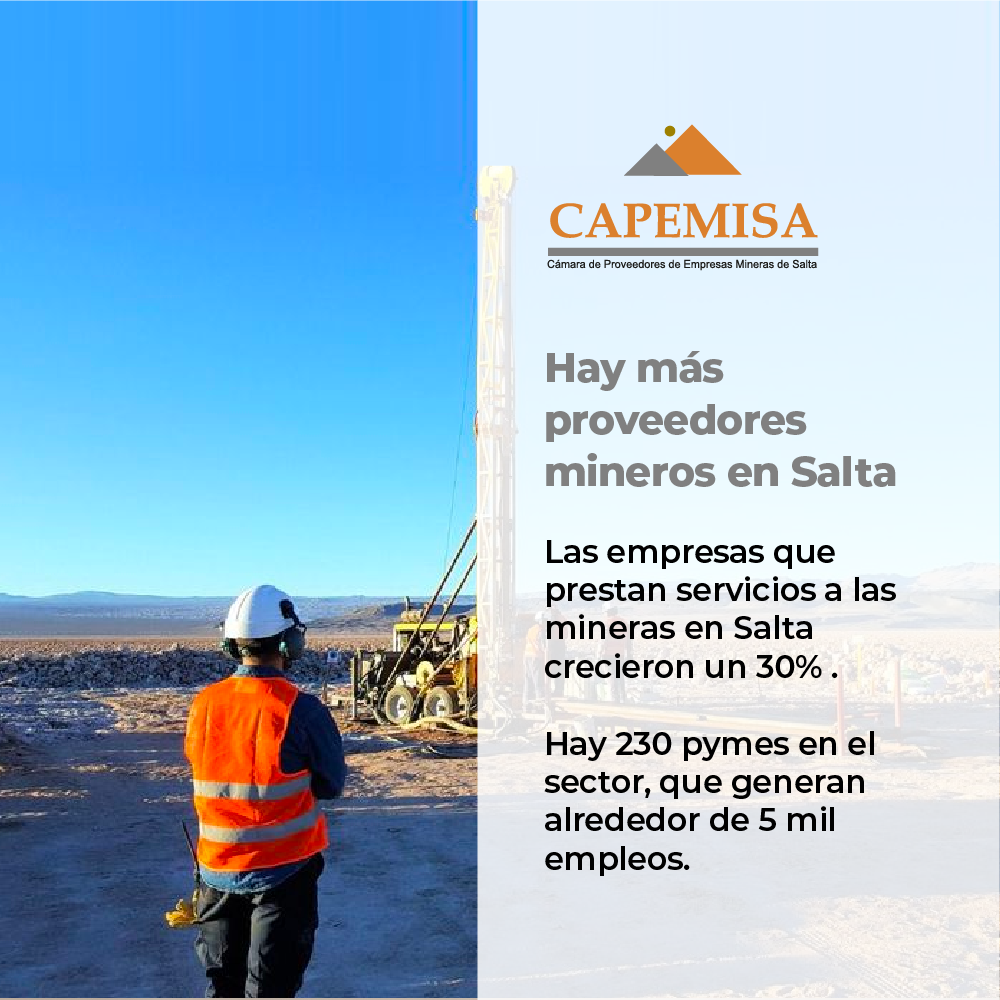 CAPEMISA
Cámara de Proveedores de Empresas Mineras de Salta
Hay más
proveedores
mineros en Salta
Las empresas que
prestan servicios a las
mineras en Salta
crecieron un 30% .
Hay 230 pymes en el
sector, que generan
alrededor de 5 mil
empleos.